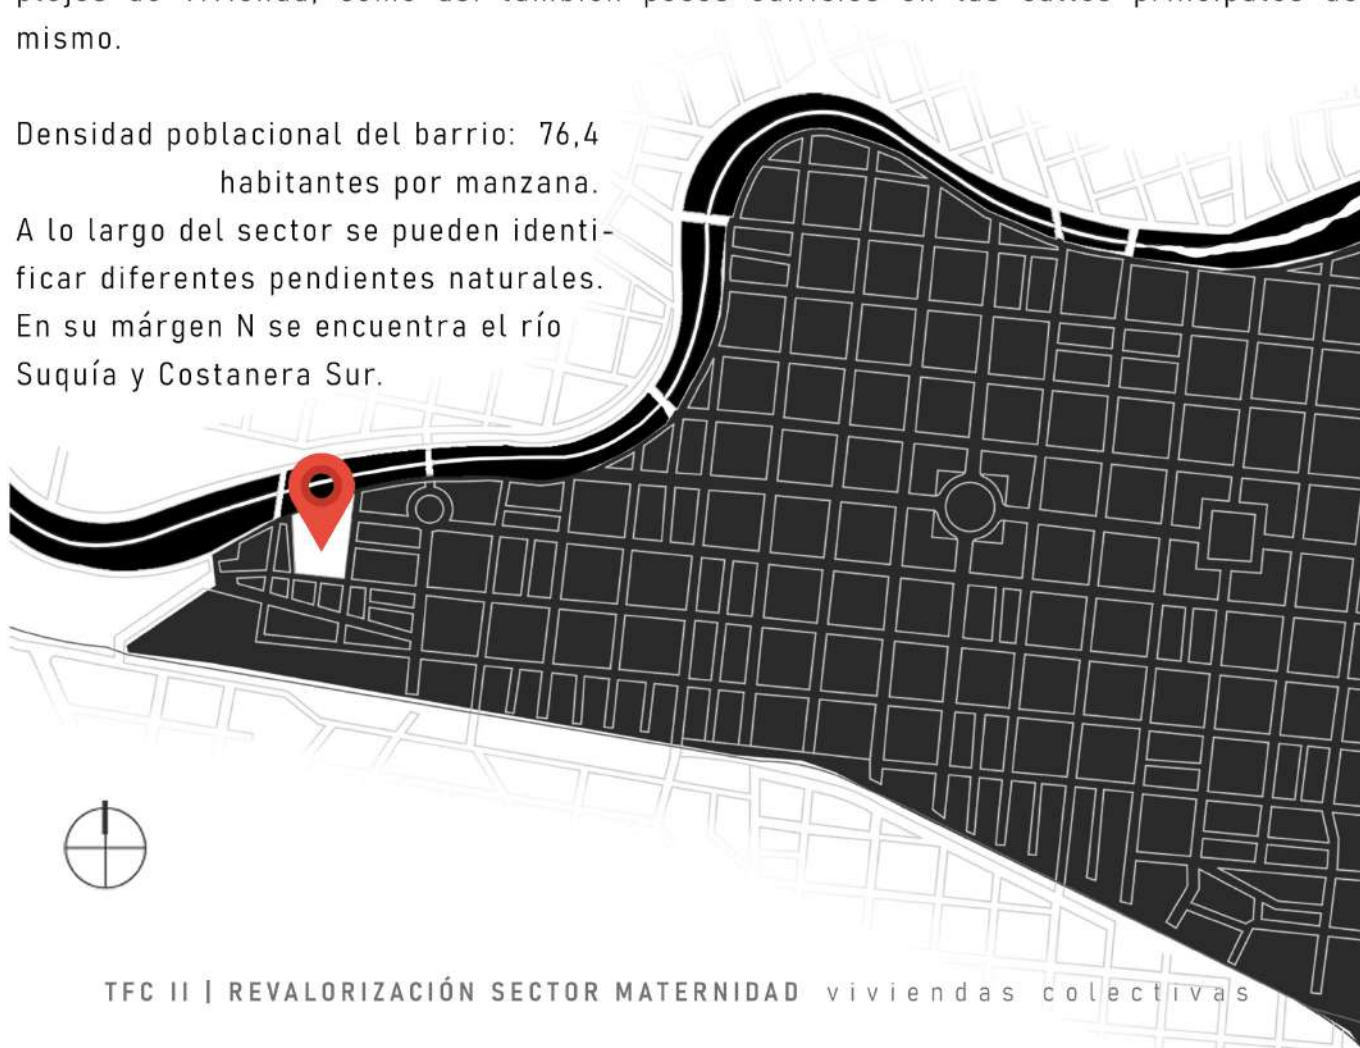 mismo.
Densidad poblacional del barrio: 76,4
habitantes por manzana.
A lo largo del sector se pueden identi-
ficar diferentes pendientes naturales.
En su márgen N se encuentra el río
Suquía y Costanera Sur.
TFC II | REVALORIZACIÓN SECTOR MATERNIDAD viviendas colectivas